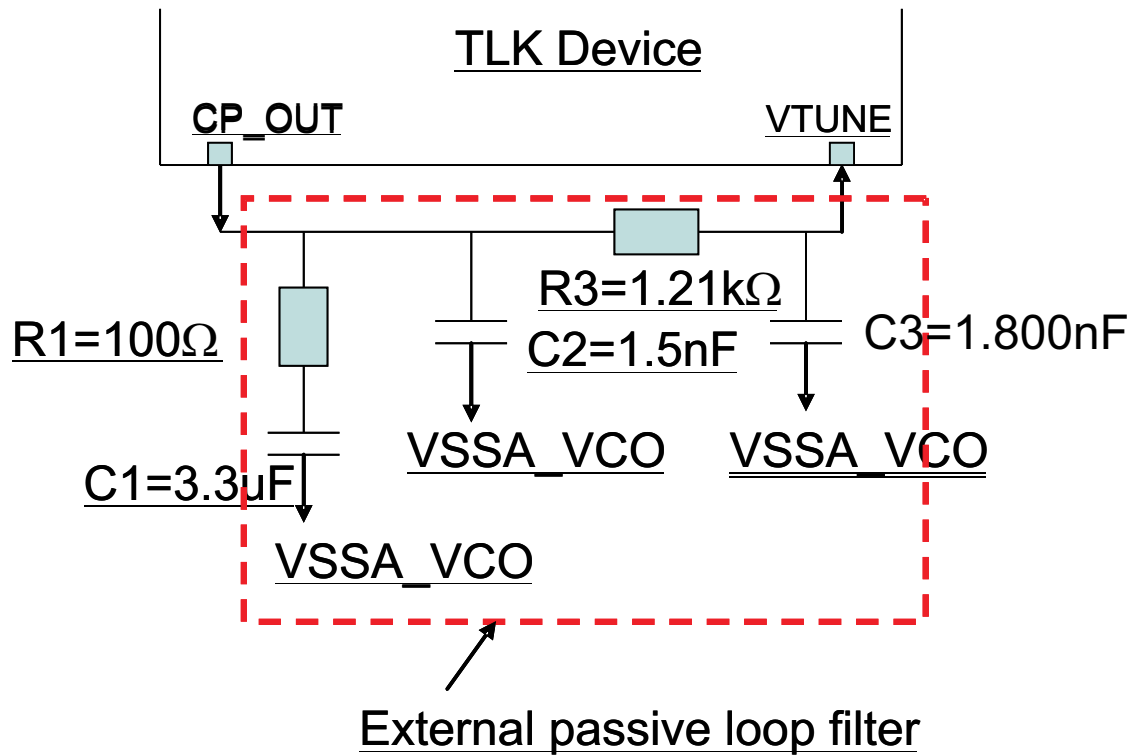 TLK Device
CP_OUT
VTUNE
R3=1.21kΩ
R1=100Ω
C2=1.5nF
C3=1.800nF
VSSA_VCO
VSSA_VCO
C1=3.3µF
VSSA_VCO
External passive loop filter